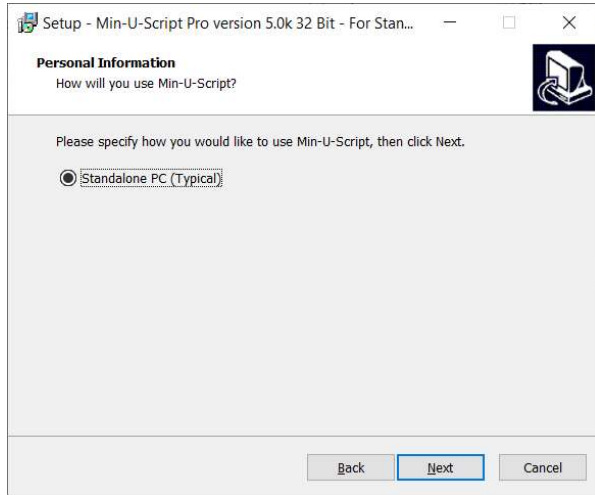 Setup - Min-U-Script Pro version 5.0k 32 Bit - For Stan...
Personal Information
How will you use Min-U-Script?
Please specify how you would like to use Min-U-Script, then click Next.
Standalone PC (Typical)
Back
Next
Cancel